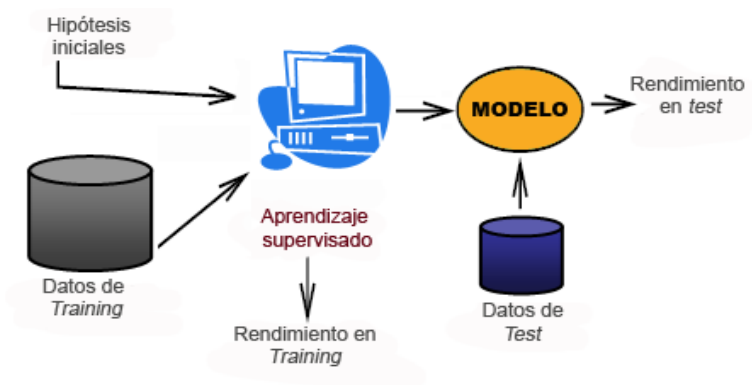 Hipótesis
iniciales
MODELO
Rendimiento
en test
Aprendizaje
supervisado
Datos de
Training
Datos de
Test
Rendimiento en
Training